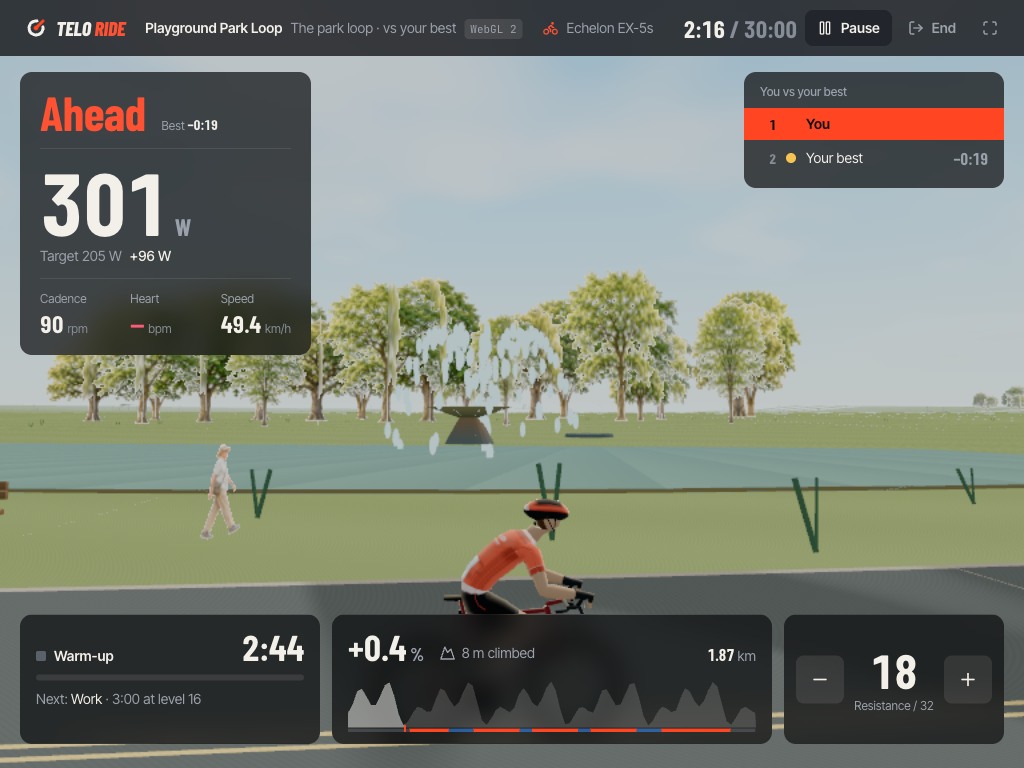 TELO RIDE
Playground Park Loop The park loop · vs your best WebGL 2
Echelon EX-5s
2:16 / 30:00
Pause
End
Ahead
Best −0:19
301 W
Target 205 W +96 W
Cadence Heart Speed
90 rpm – bpm 49.4 km/h
You vs your best
1 You
2 Your best −0:19
Warm-up 2:44
Next: Work · 3:00 at level 16
+0.4 % 8 m climbed 1.87 km
− 18 +
Resistance / 32